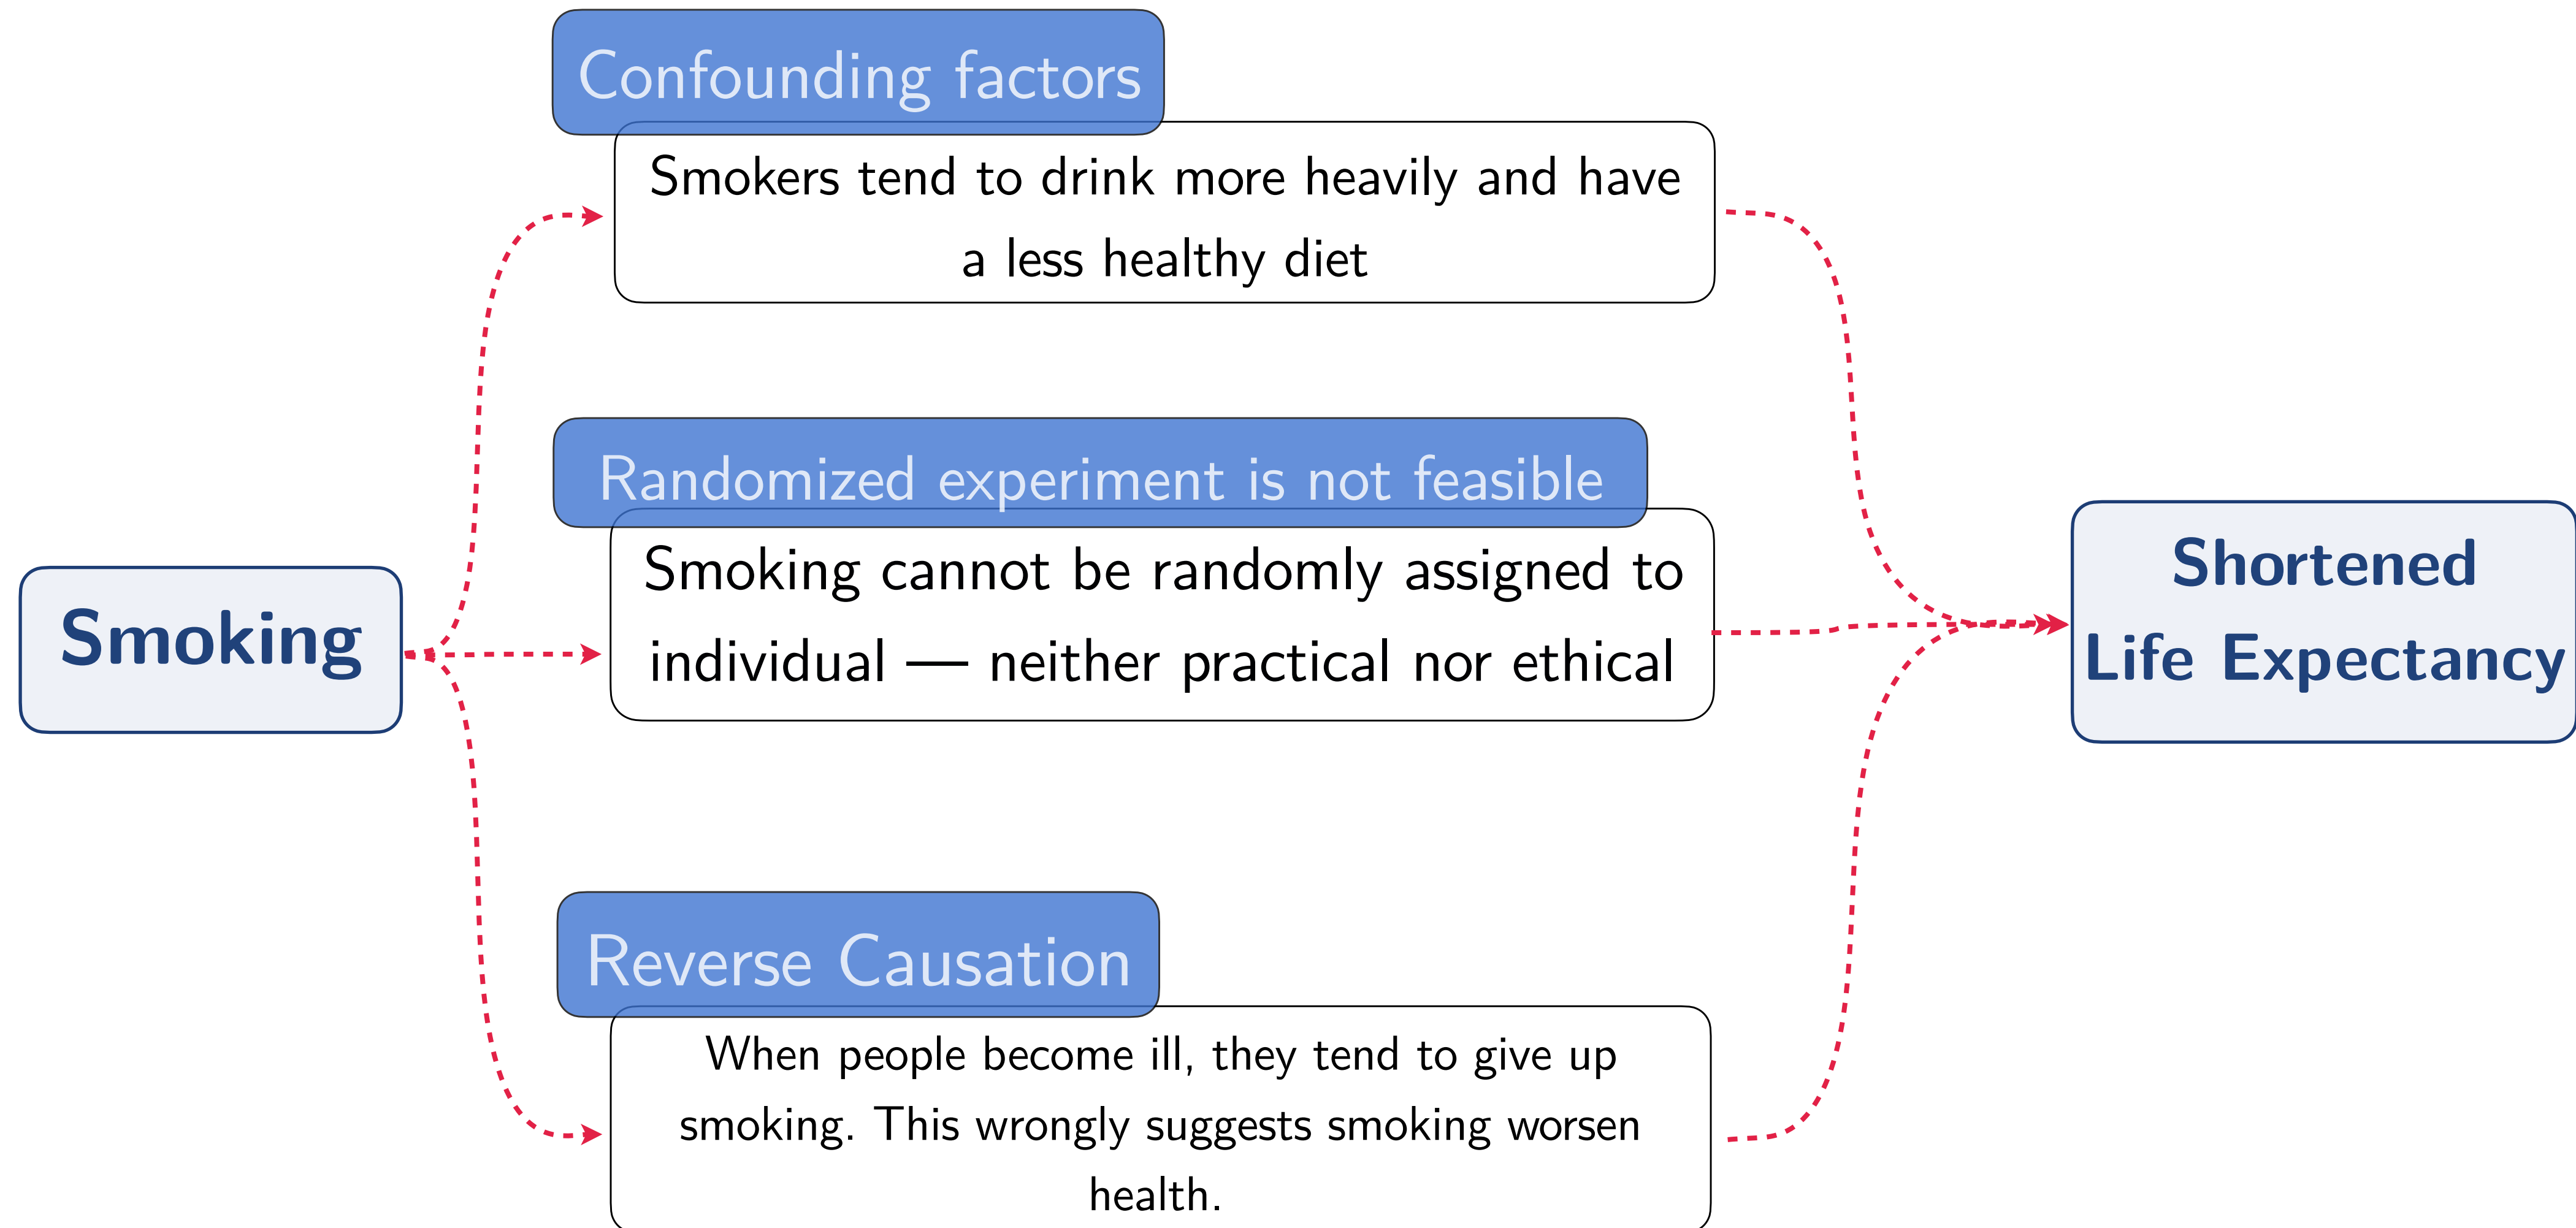 Confounding factors
Smokers tend to drink more heavily and have
a less healthy diet
Randomized experiment is not feasible
Smoking cannot be randomly assigned to
individual — neither practical nor ethical
Smoking
Shortened
Life Expectancy
Reverse Causation
When people become ill, they tend to give up
smoking. This wrongly suggests smoking worsen
health.